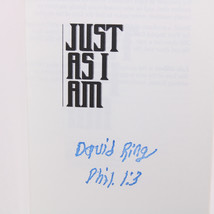 JUST
AS I
AM
David Ring
Phil. 1:3